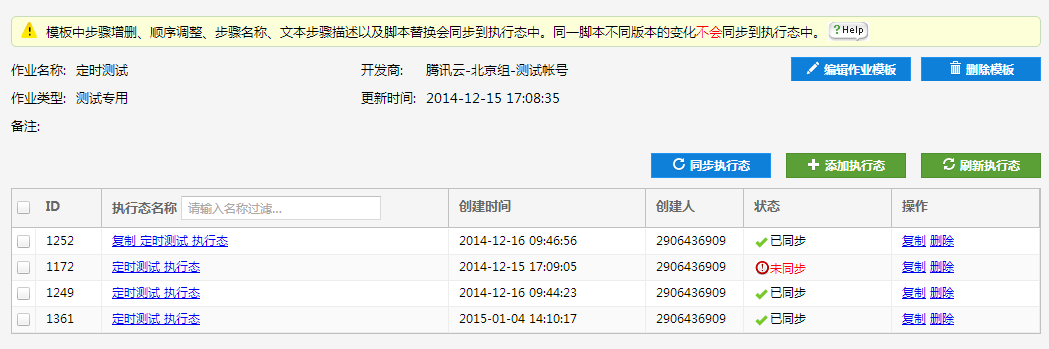 模板中步骤增删、顺序调整、步骤名称、文本步骤描述以及脚本替换会同步到执行态中。同一脚本不同版本的变化不会同步到执行态中。 ?Help
作业名称: 定时测试 开发商: 腾讯云-北京组-测试帐号 编辑作业模板 删除模板
作业类型: 测试专用 更新时间: 2014-12-15 17:08:35
备注:
同步执行态 添加执行态 刷新执行态
ID 执行态名称 请输入名称过滤... 创建时间 创建人 状态 操作
1252 复制 定时测试 执行态 2014-12-16 09:46:56 2906436909 已同步 复制 删除
1172 定时测试 执行态 2014-12-15 17:09:05 2906436909 未同步 复制 删除
1249 定时测试 执行态 2014-12-16 09:44:23 2906436909 已同步 复制 删除
1361 定时测试 执行态 2015-01-04 14:10:17 2906436909 已同步 复制 删除